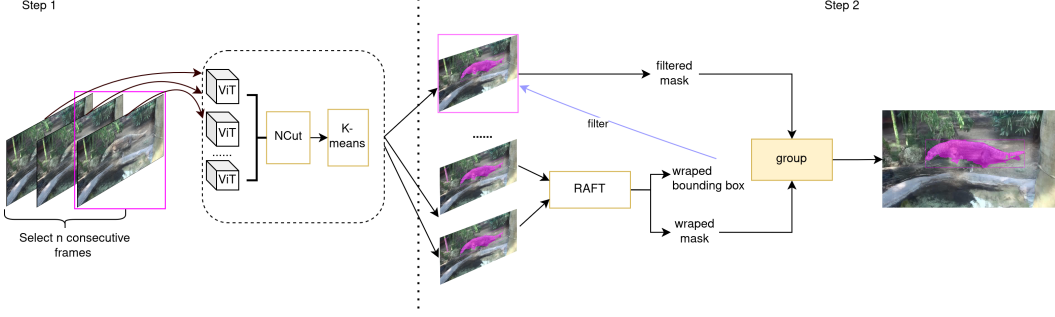 Step 1
Step 2
ViT
ViT
......
ViT
NCut
K-
means
Select n consecutive
frames
......
filtered
mask
filter
RAFT
wraped
bounding box
wraped
mask
group